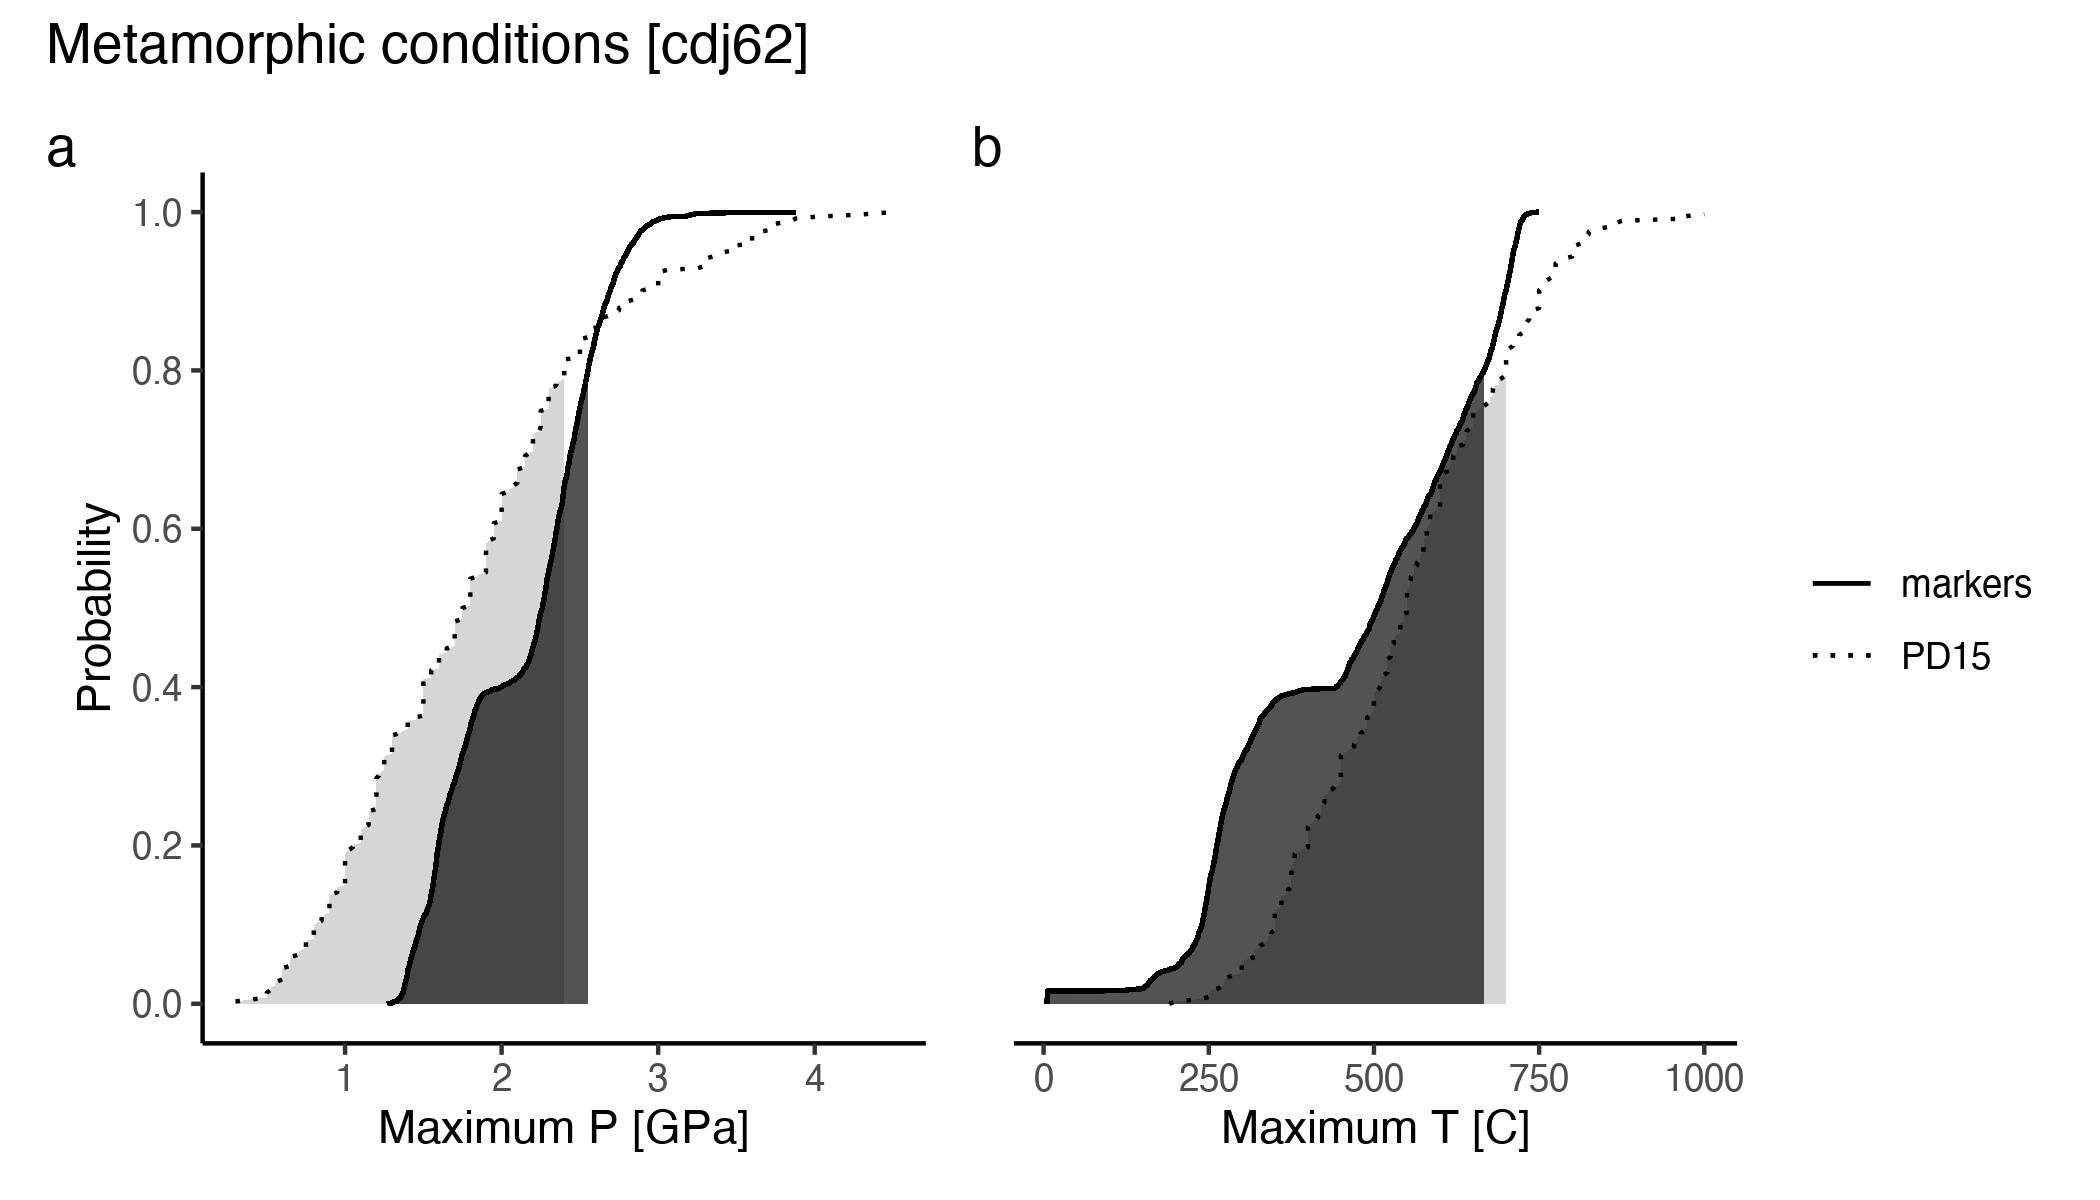 Metamorphic conditions [cdj62]
a
b
1.0
0.8
0.6
0.4
0.2
0.0
Probability
1 2 3 4
Maximum P [GPa]
0 250 500 750 1000
Maximum T [C]
markers
PD15